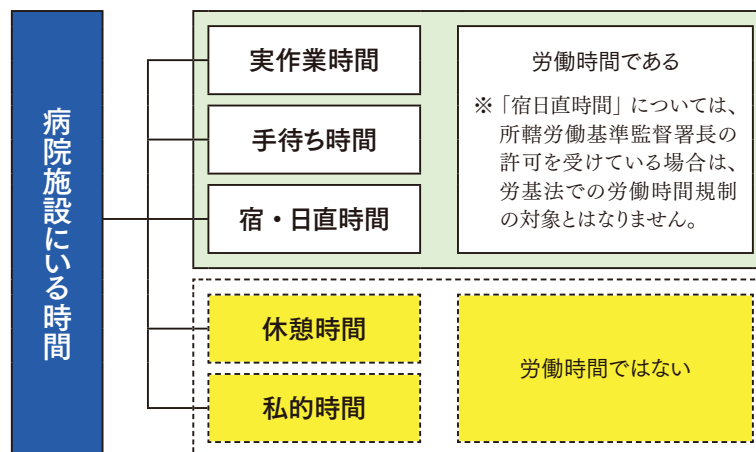 病院施設にいる時間
実作業時間
手待ち時間
宿・日直時間
労働時間である
※「宿日直時間」については、
所轄労働基準監督署長の
許可を受けている場合は、
労基法での労働時間規制
の対象とはなりません。
休憩時間
私的時間
労働時間ではない